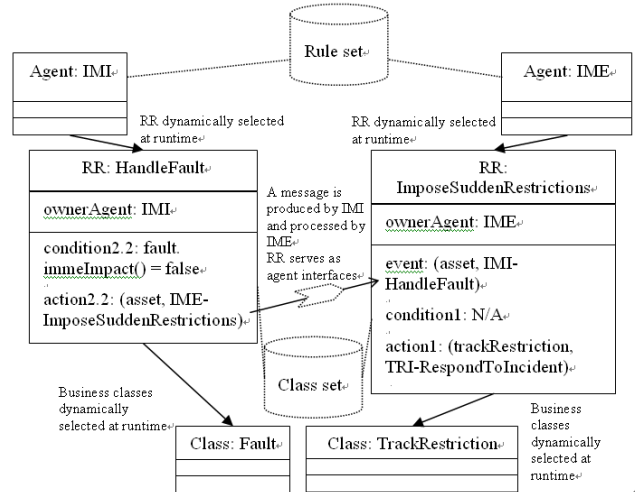 Rule set
Agent: IMI
Agent: IME
RR dynamically selected
at runtime
RR dynamically selected
at runtime
RR: HandleFault
ownerAgent: IMI
condition2.2: fault.
immeImpact() = false
action2.2: (asset, IME-
ImposeSuddenRestrictions)
A message is
produced by IMI
and processed by
IME
RR serves as
agent interfaces
RR:
ImposeSuddenRestrictions
ownerAgent: IME
event: (asset, IMI-
HandleFault)
condition1: N/A
action1: (trackRestriction,
TRI-RespondToIncident)
Class set
Business classes
dynamically
selected at runtime
Business
classes
dynamically
selected at
runtime
Class: Fault
Class: TrackRestriction